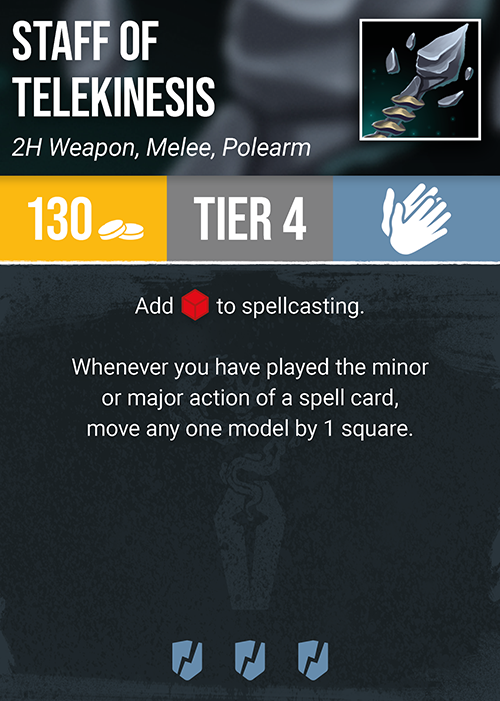 STAFF OF
TELEKINESIS
2H Weapon, Melee, Polearm
130
TIER 4
Add to spellcasting.
Whenever you have played the minor
or major action of a spell card,
move any one model by 1 square.